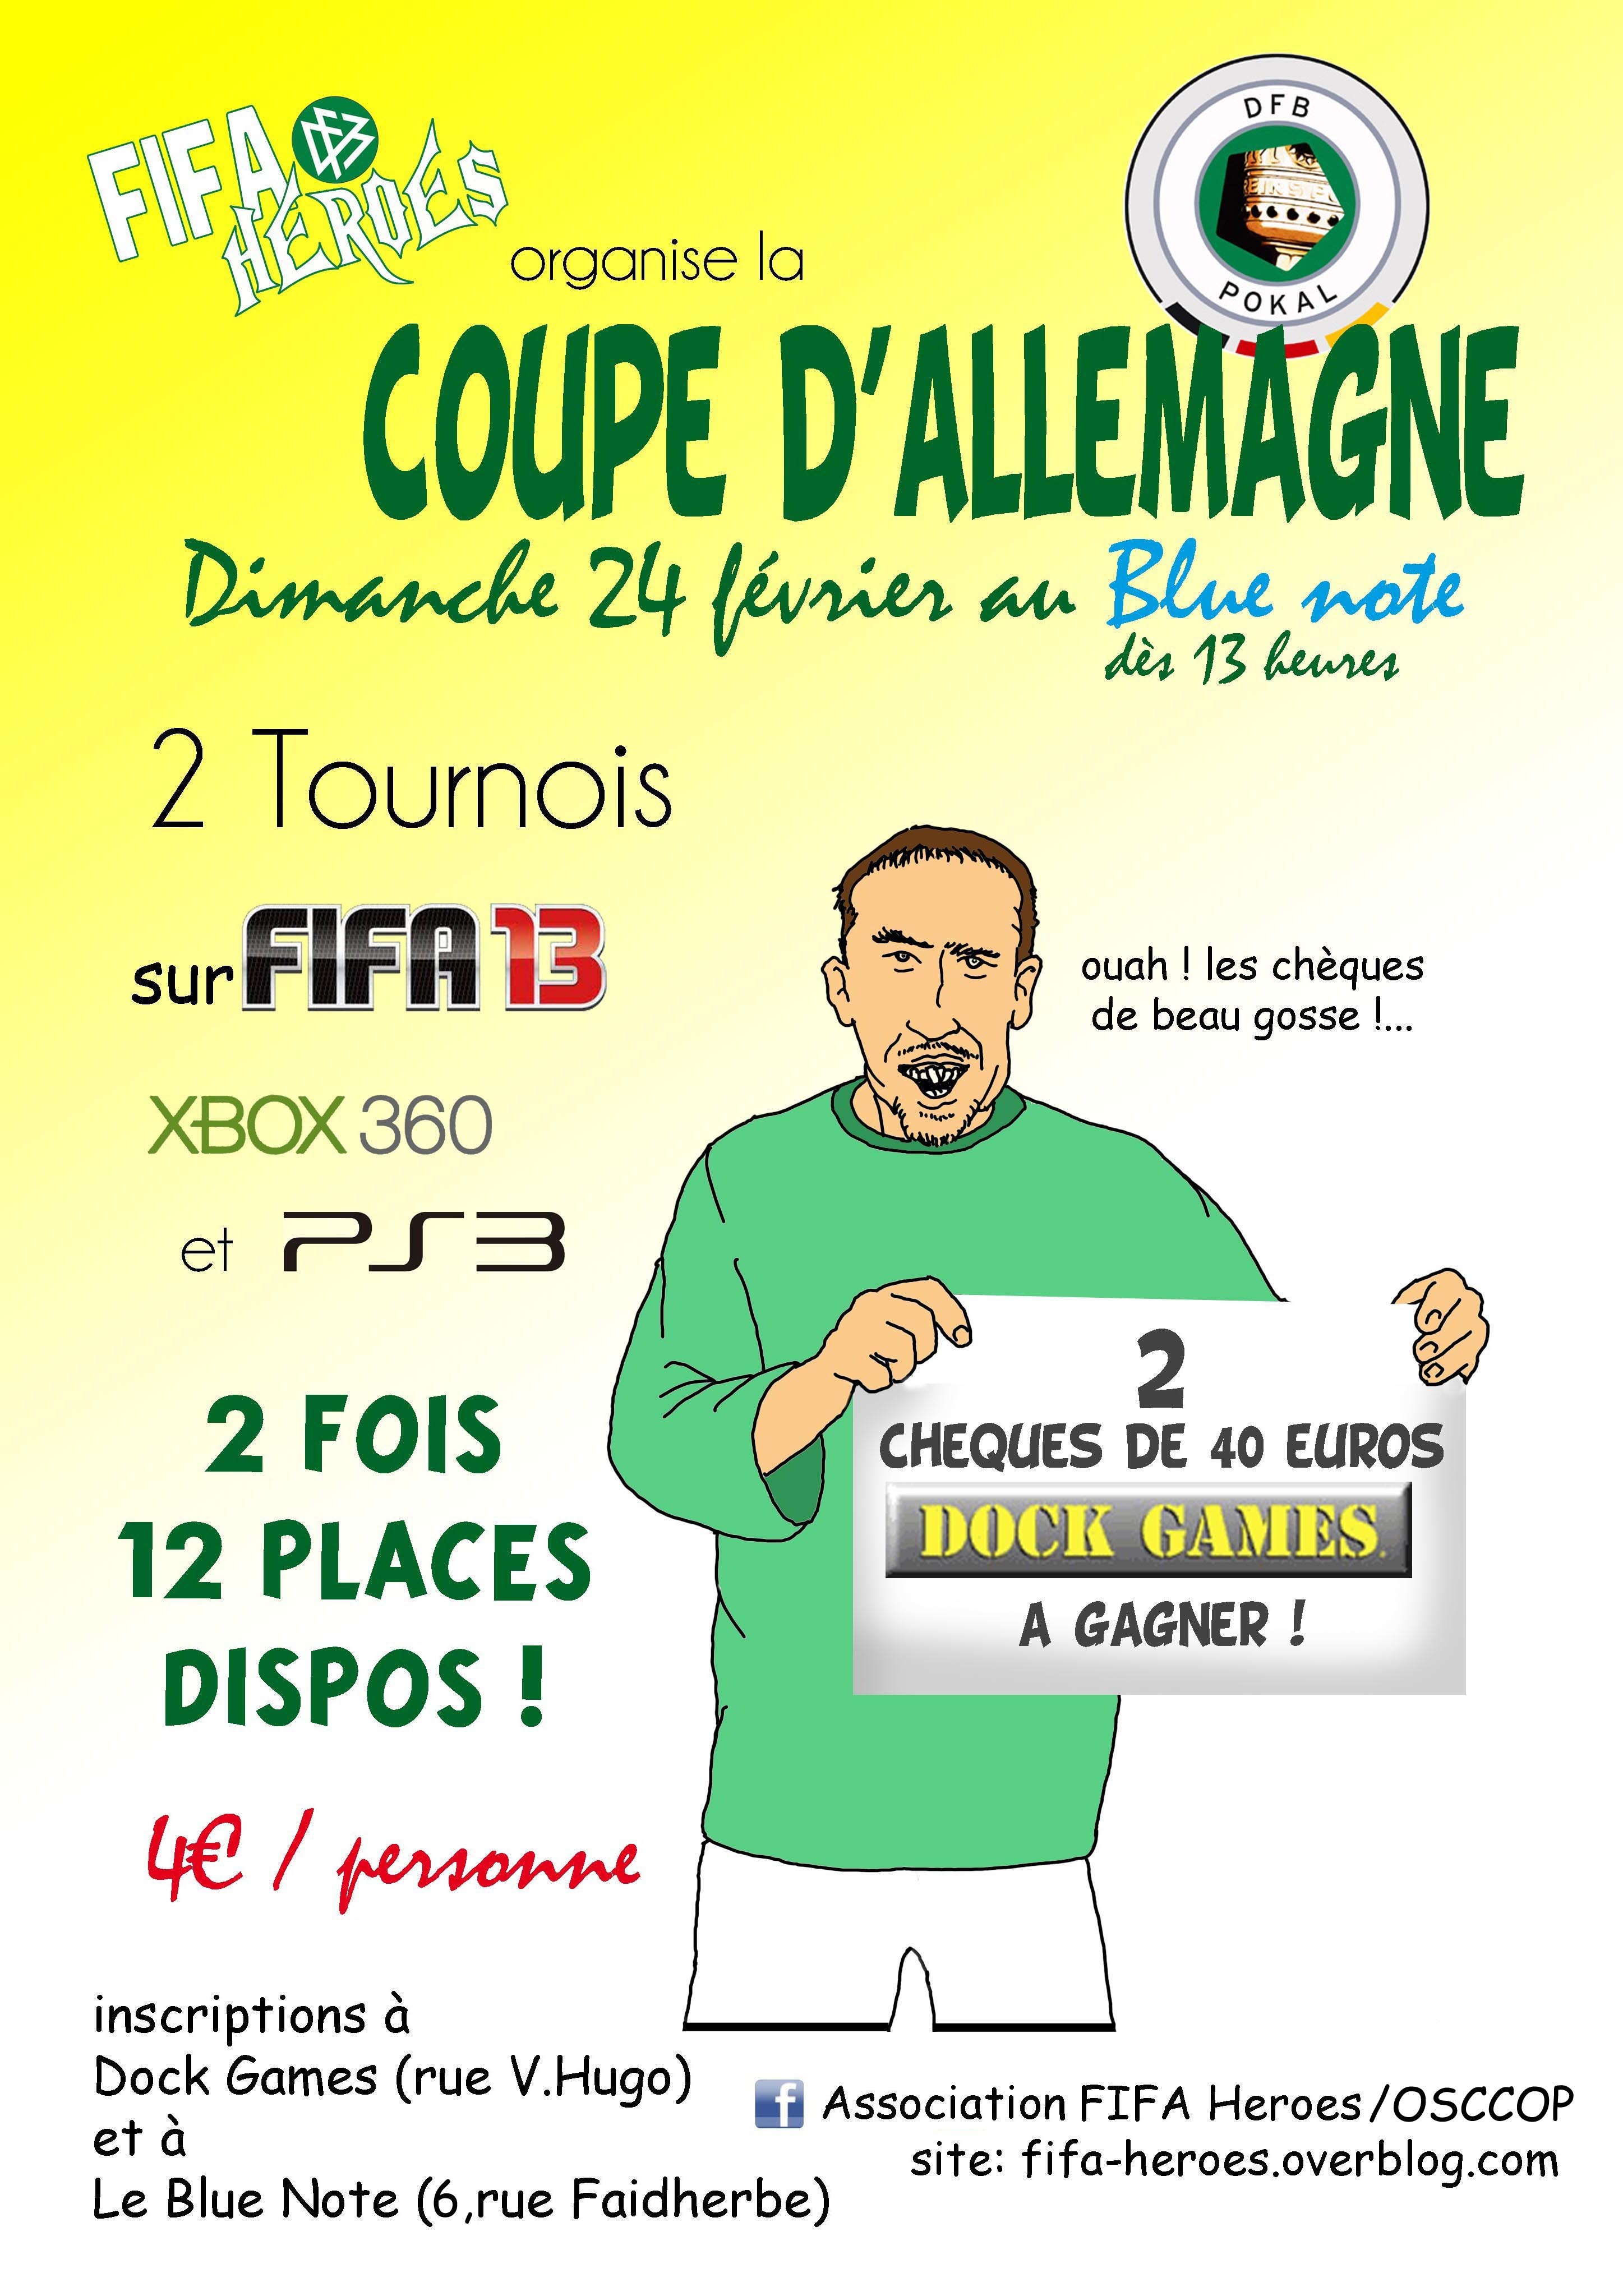 FIFA HEROES
organise la
DFB
POKAL
COUPE D'ALLEMAGNE
Dimanche 24 février au Blue note
dès 13 heures
2 Tournois
sur FIFA 13
XBOX 360
et PS3
ouah ! les chèques
de beau gosse !...
2 FOIS
12 PLACES
DISPOS !
2
CHEQUES DE 40 EUROS
DOCK GAMES
A GAGNER !
4€ / personne
inscriptions à
Dock Games (rue V.Hugo)
et à
Le Blue Note (6,rue Faidherbe)
f Association FIFA Heroes/OSCCOP
site: fifa-heroes.overblog.com